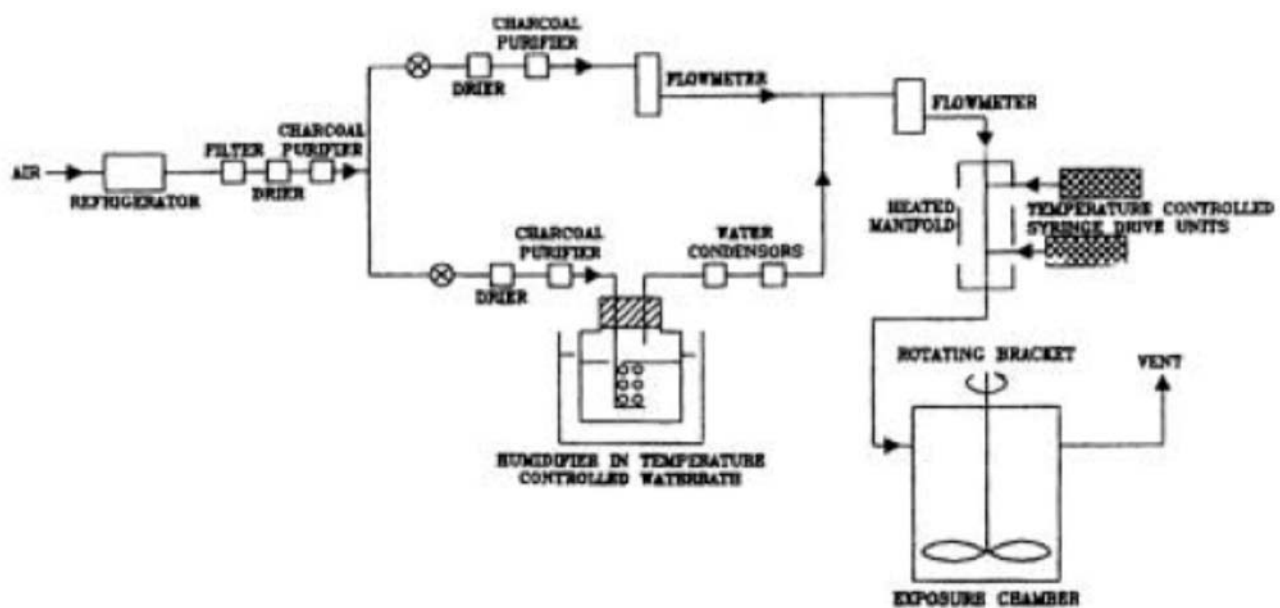 CHARCOAL
PURIFIER
DRIER
FLOWMETER
FLOWMETER
AIR
REFRIGERATOR
FILTER
DRIER
CHARCOAL
PURIFIER
HEATED
MANIFOLD
TEMPERATURE CONTROLLED
SYRINGE DRIVE UNITS
CHARCOAL
PURIFIER
DRIER
WATER
CONDENSORS
HUMIDIFIER IN TEMPERATURE
CONTROLLED WATERBATH
ROTATING BRACKET
VENT
EXPOSURE CHAMBER